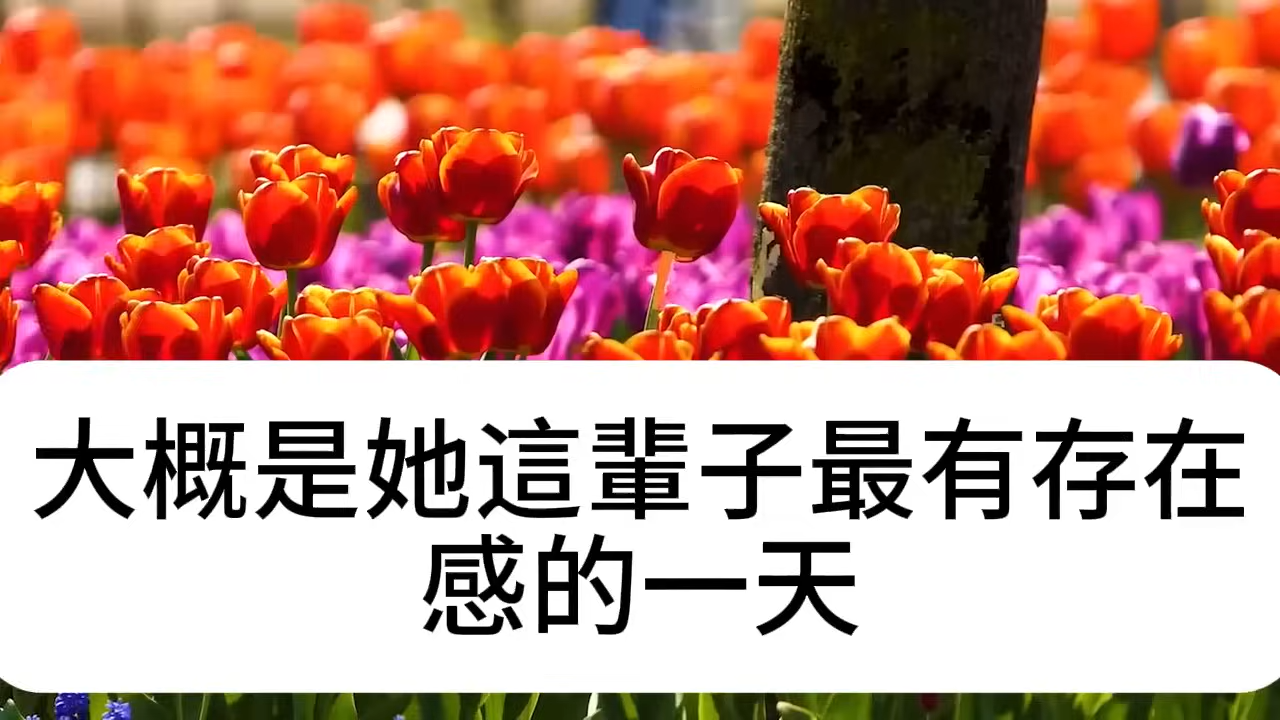 大概是她這輩子最有存在
感的一天